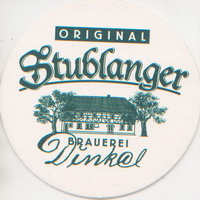 ORIGINAL
Stublanger
BRAUEREI
Dinkel